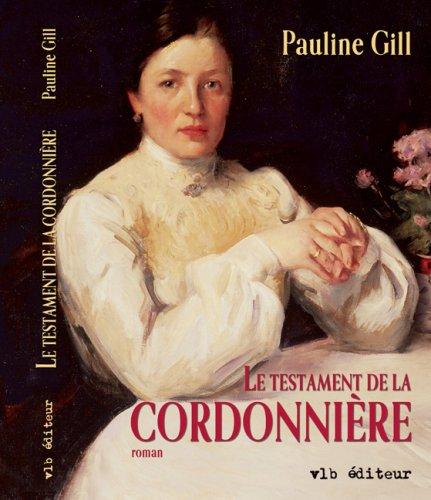 Pauline Gill
LE TESTAMENT DE LA
CORDONNIÈRE
roman
vlb éditeur
Pauline Gill
LE TESTAMENT DE LA CORDONNIÈRE
vlb éditeur